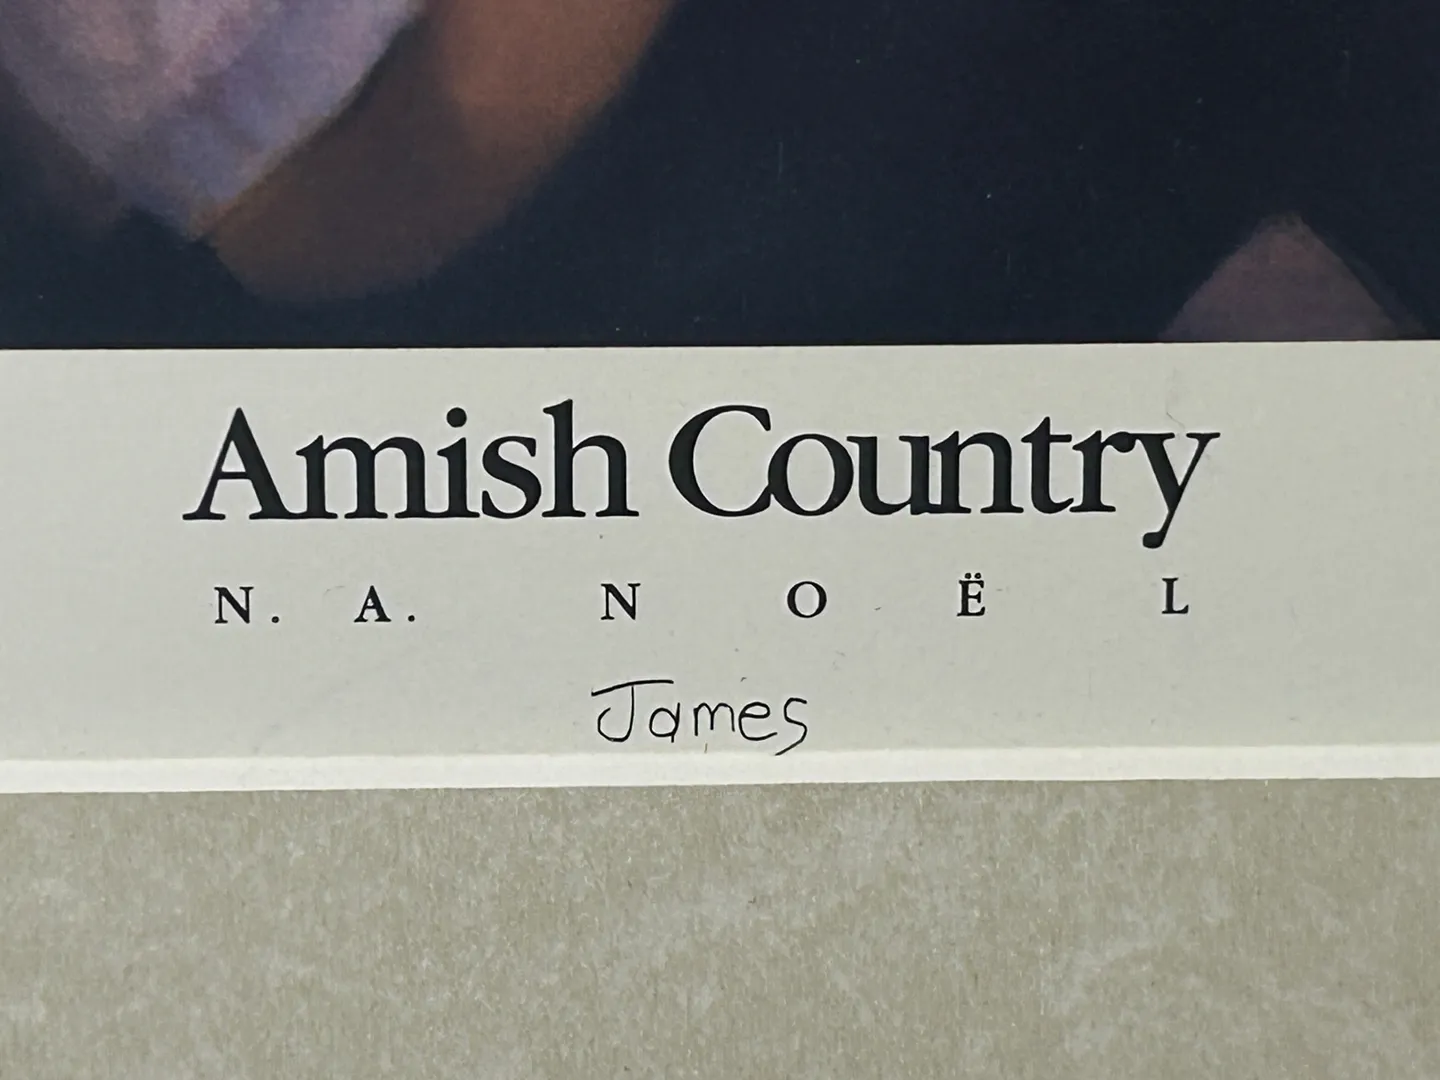 Amish Country
N. A. NOËL
James